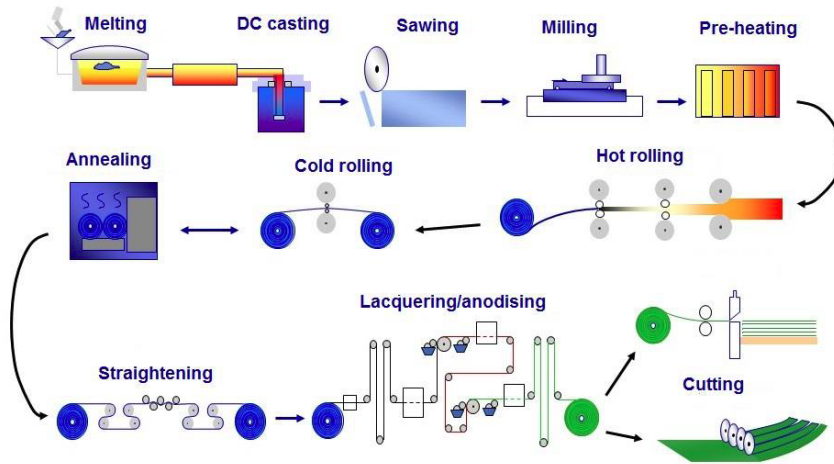 Melting
DC casting
Sawing
Milling
Pre-heating
Annealing
Cold rolling
Hot rolling
Lacquering/anodising
Straightening
Cutting